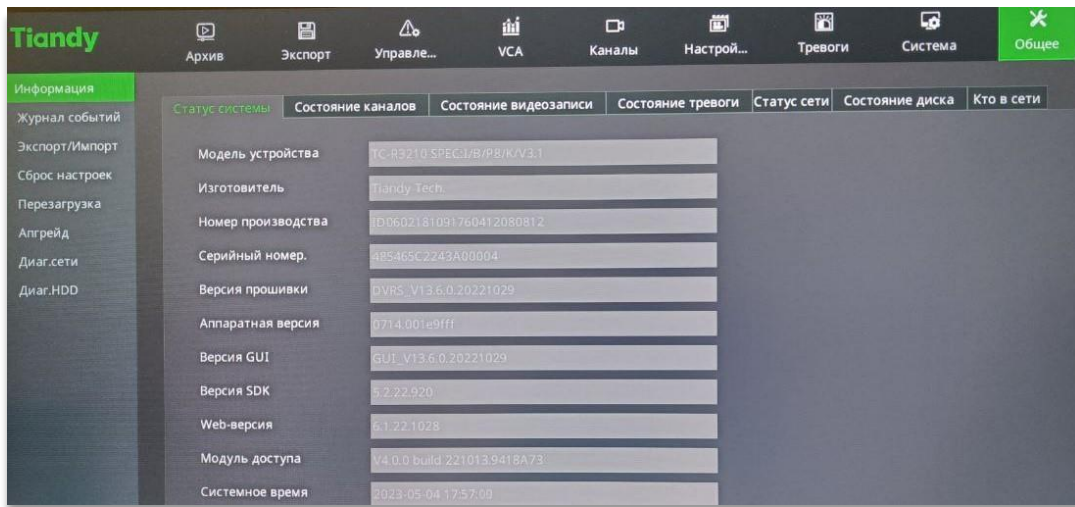 Tiandy
Архив Экспорт Управле... VCA Каналы Настрой... Тревоги Система Общее
Информация
Журнал событий
Экспорт/Импорт
Сброс настроек
Перезагрузка
Апгрейд
Диаг.сети
Диаг.HDD
Статус системы Состояние каналов Состояние видеозаписи Состояние тревоги Статус сети Состояние диска Кто в сети
Модель устройства TC-R3210 SPEC:I/B/P8/K/V3.1
Изготовитель Tiandy Tech.
Номер производства ID0602181091760412080812
Серийный номер. 485465C2243A00004
Версия прошивки DVRS_V13.6.0.20221029
Аппаратная версия 0714.001e9fff
Версия GUI GUI_V13.6.0.20221029
Версия SDK 5.2.22.920
Web-версия 6.1.22.1028
Модуль доступа V4.0.0 build 221013.9418A73
Системное время 2023-05-04 17:57:00